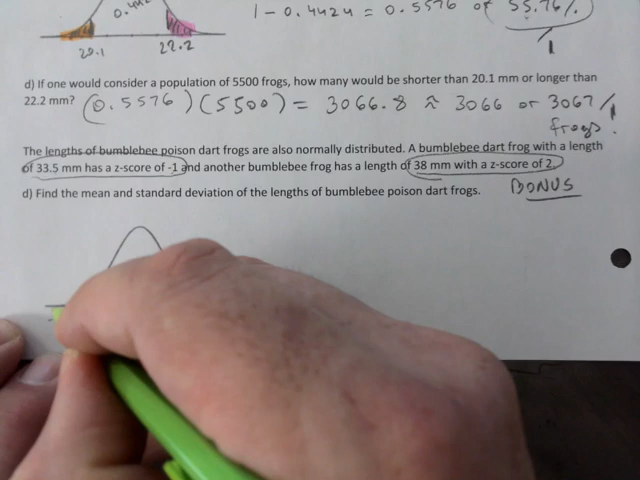 0.442
1 - 0.4424 = 0.5576 or 55.76%
20.1 22.2
1
d) If one would consider a population of 5500 frogs, how many would be shorter than 20.1 mm or longer than
22.2 mm? (0.5576)(5500) = 3066.8 ≈ 3066 or 3067 /1
frogs.
The lengths of bumblebee poison dart frogs are also normally distributed. A bumblebee dart frog with a length
of 33.5 mm has a z-score of -1 and another bumblebee frog has a length of 38 mm with a z-score of 2.
d) Find the mean and standard deviation of the lengths of bumblebee poison dart frogs. BONUS